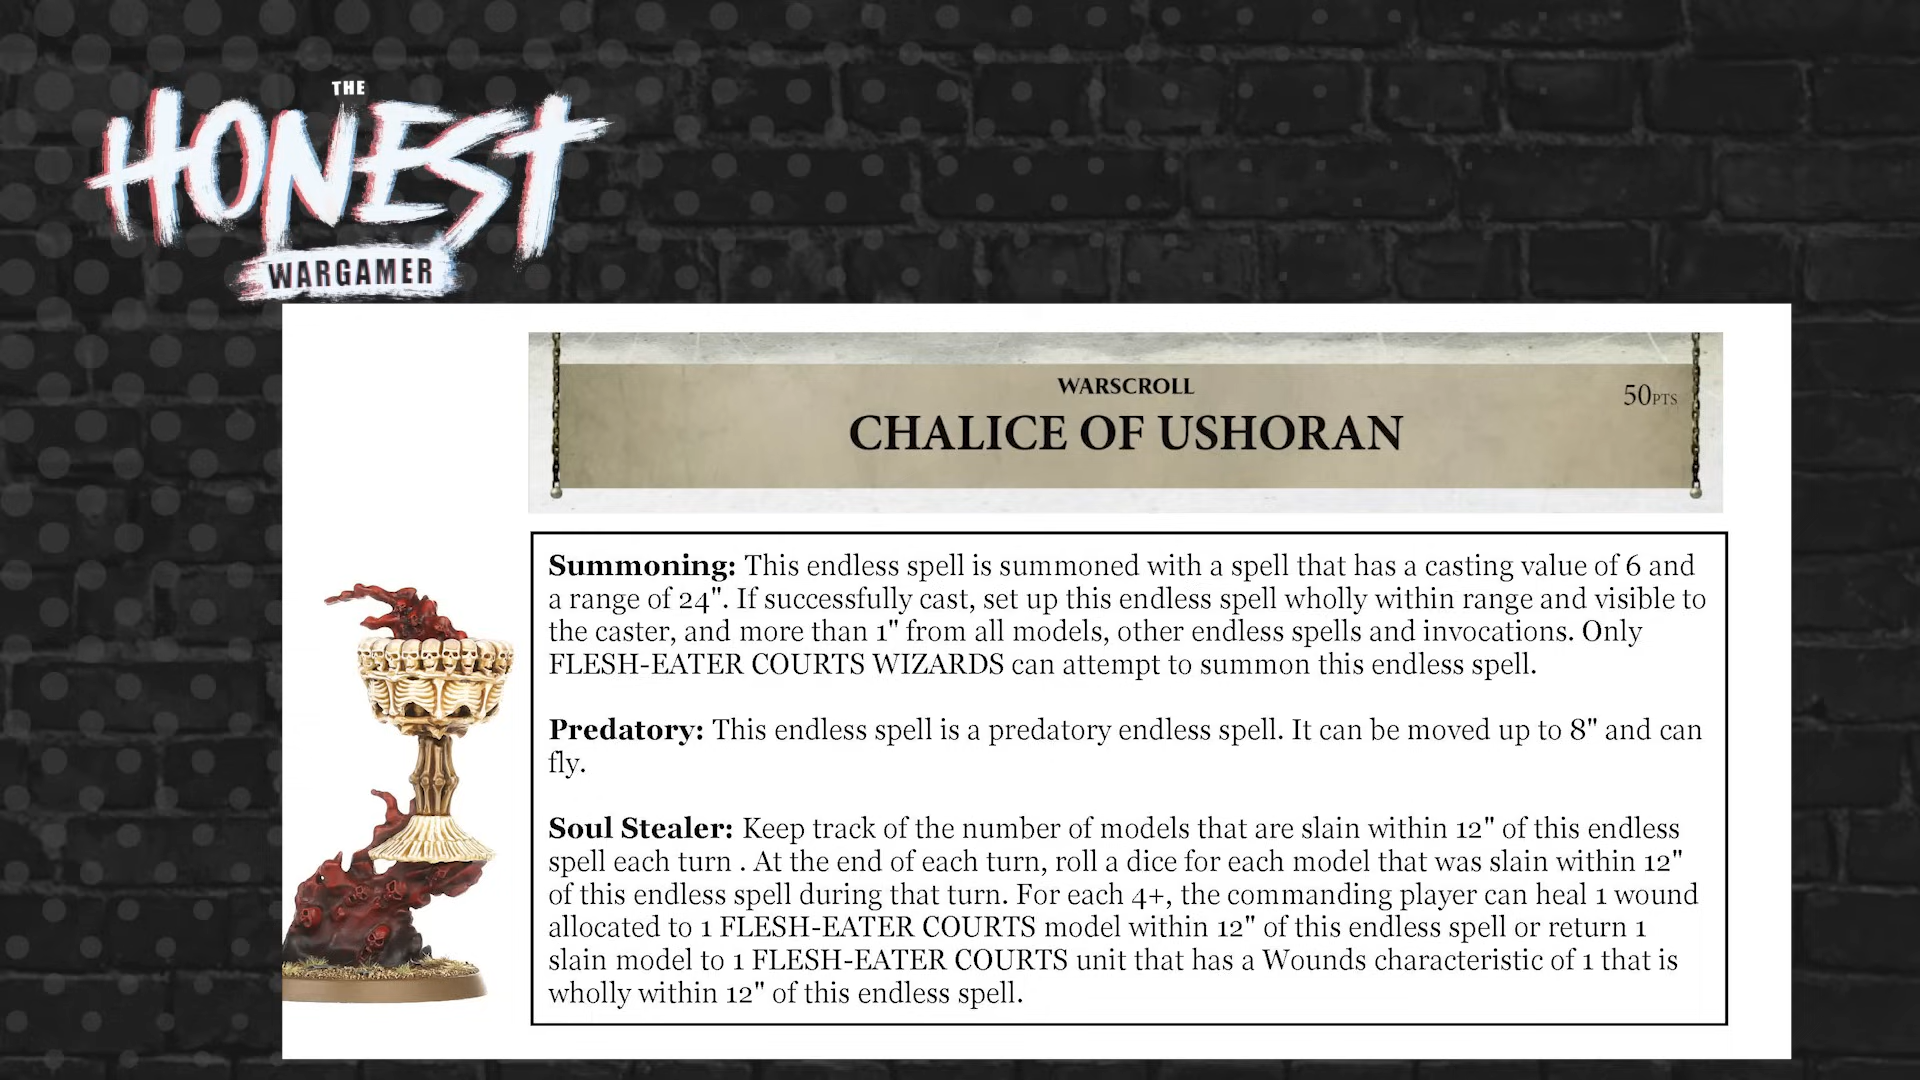 THE
HONEST
WARGAMER
WARSCROLL
50PTS
CHALICE OF USHORAN
Summoning: This endless spell is summoned with a spell that has a casting value of 6 and
a range of 24". If successfully cast, set up this endless spell wholly within range and visible to
the caster, and more than 1" from all models, other endless spells and invocations. Only
FLESH-EATER COURTS WIZARDS can attempt to summon this endless spell.
Predatory: This endless spell is a predatory endless spell. It can be moved up to 8" and can
fly.
Soul Stealer: Keep track of the number of models that are slain within 12" of this endless
spell each turn . At the end of each turn, roll a dice for each model that was slain within 12"
of this endless spell during that turn. For each 4+, the commanding player can heal 1 wound
allocated to 1 FLESH-EATER COURTS model within 12" of this endless spell or return 1
slain model to 1 FLESH-EATER COURTS unit that has a Wounds characteristic of 1 that is
wholly within 12" of this endless spell.